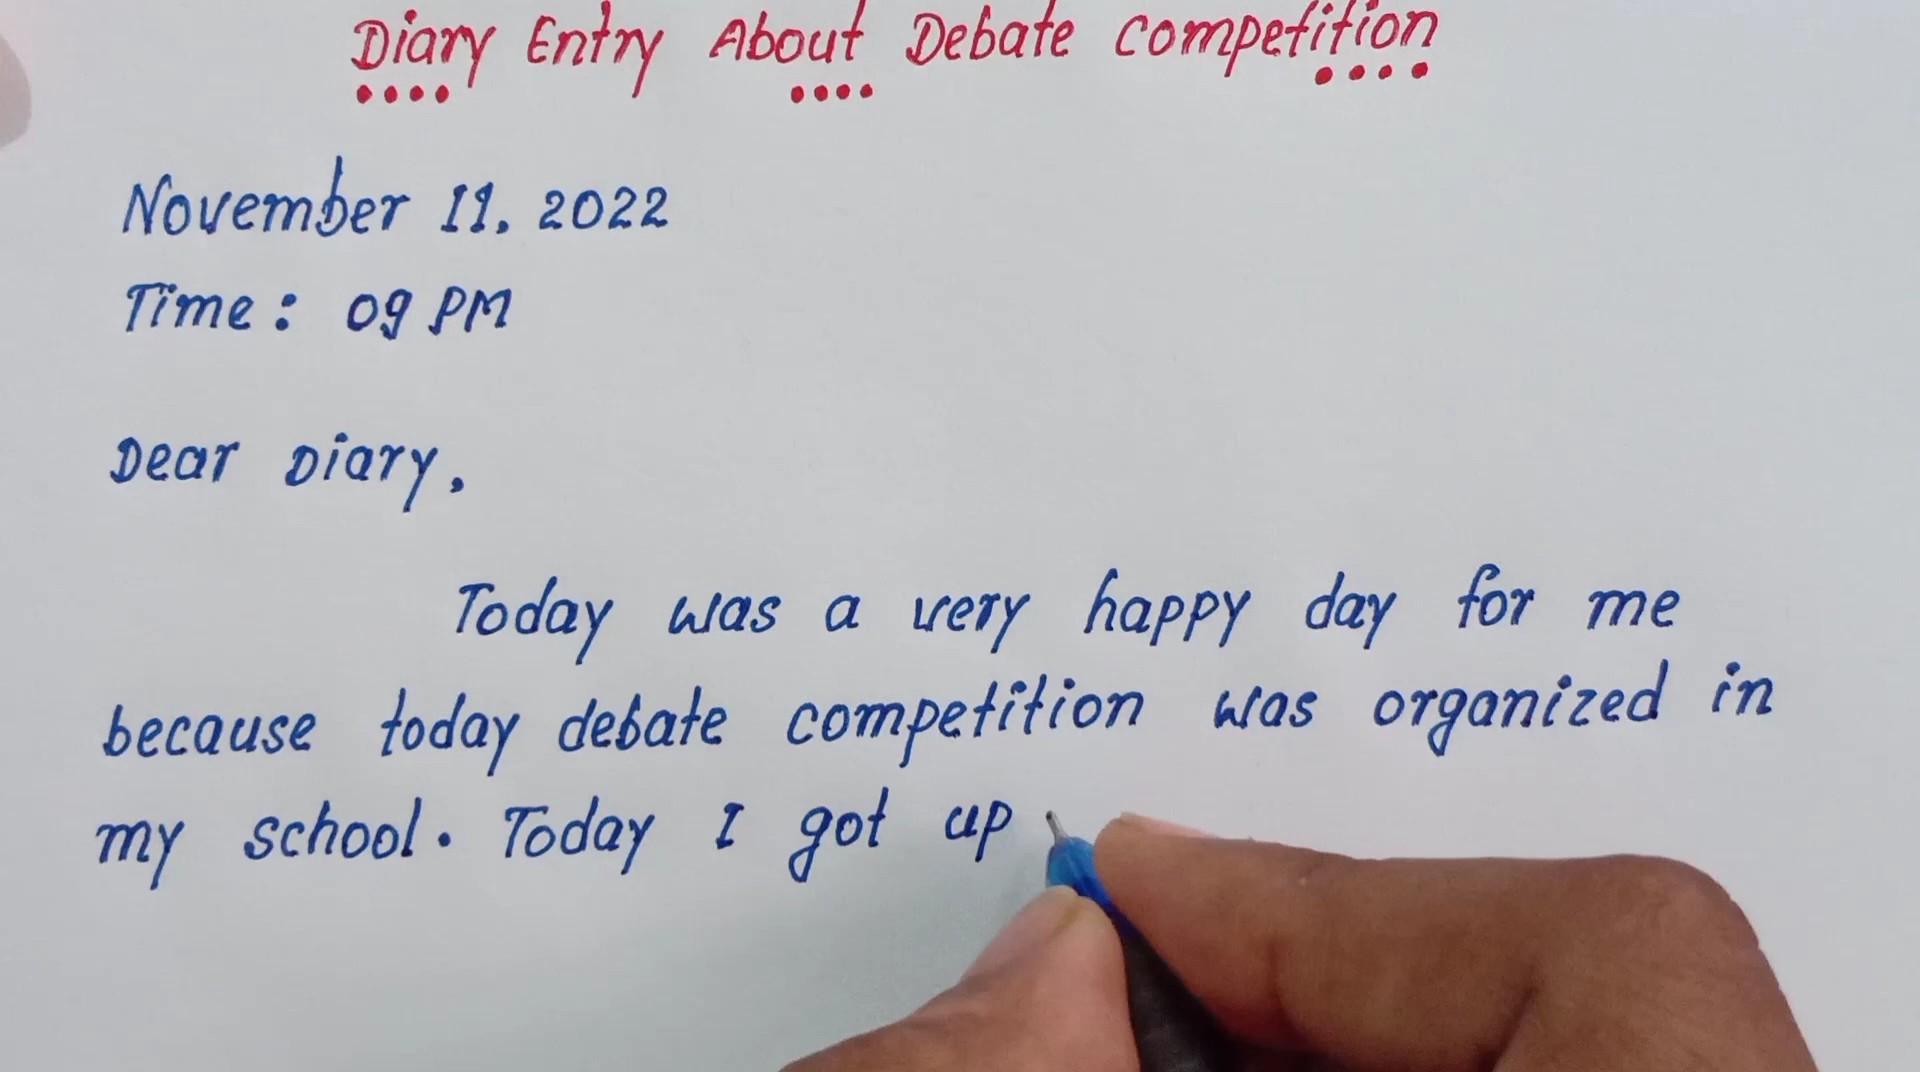 Diary Entry About Debate Competition
November 11, 2022
Time: 09 PM
Dear Diary,
Today was a very happy day for me
because today debate competition was organized in
my school. Today I got up